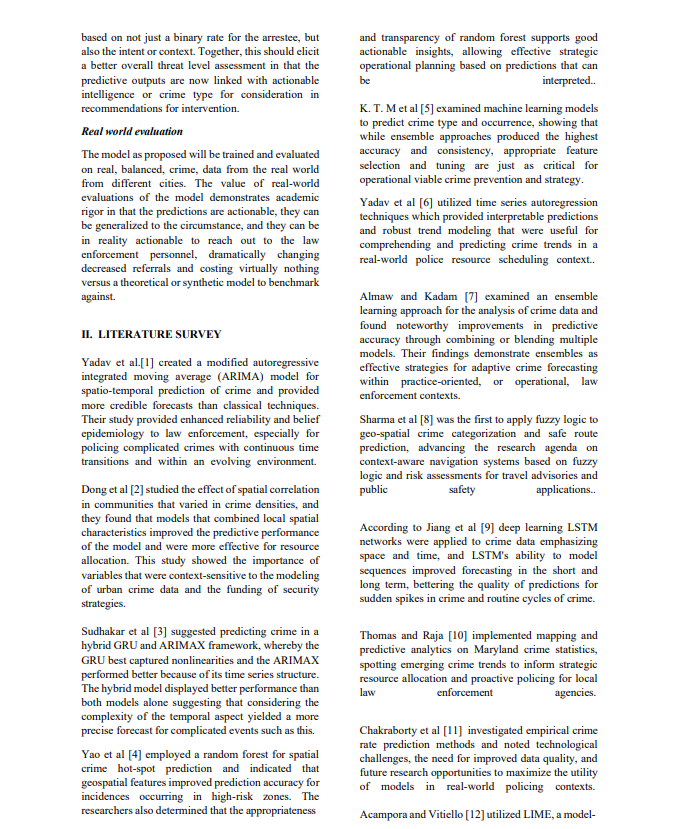 based on not just a binary rate for the arrestee, but
also the intent or context. Together, this should elicit
a better overall threat level assessment in that the
predictive outputs are now linked with actionable
intelligence or crime type for consideration in
recommendations for intervention.
Real world evaluation
The model as proposed will be trained and evaluated
on real, balanced, crime, data from the real world
from different cities. The value of real-world
evaluations of the model demonstrates academic
rigor in that the predictions are actionable, they can
be generalized to the circumstance, and they can be
in reality actionable to reach out to the law
enforcement personnel, dramatically changing
decreased referrals and costing virtually nothing
versus a theoretical or synthetic model to benchmark
against.
II. LITERATURE SURVEY
Yadav et al.[1] created a modified autoregressive
integrated moving average (ARIMA) model for
spatio-temporal prediction of crime and provided
more credible forecasts than classical techniques.
Their study provided enhanced reliability and belief
epidemiology to law enforcement, especially for
policing complicated crimes with continuous time
transitions and within an evolving environment.
Dong et al [2] studied the effect of spatial correlation
in communities that varied in crime densities, and
they found that models that combined local spatial
characteristics improved the predictive performance
of the model and were more effective for resource
allocation. This study showed the importance of
variables that were context-sensitive to the modeling
of urban crime data and the funding of security
strategies.
Sudhakar et al [3] suggested predicting crime in a
hybrid GRU and ARIMAX framework, whereby the
GRU best captured nonlinearities and the ARIMAX
performed better because of its time series structure.
The hybrid model displayed better performance than
both models alone suggesting that considering the
complexity of the temporal aspect yielded a more
precise forecast for complicated events such as this.
Yao et al [4] employed a random forest for spatial
crime hot-spot prediction and indicated that
geospatial features improved prediction accuracy for
incidences occurring in high-risk zones. The
researchers also determined that the appropriateness
and transparency of random forest supports good
actionable insights, allowing effective strategic
operational planning based on predictions that can
be interpreted..
K. T. M et al [5] examined machine learning models
to predict crime type and occurrence, showing that
while ensemble approaches produced the highest
accuracy and consistency, appropriate feature
selection and tuning are just as critical for
operational viable crime prevention and strategy.
Yadav et al [6] utilized time series autoregression
techniques which provided interpretable predictions
and robust trend modeling that were useful for
comprehending and predicting crime trends in a
real-world police resource scheduling context..
Almaw and Kadam [7] examined an ensemble
learning approach for the analysis of crime data and
found noteworthy improvements in predictive
accuracy through combining or blending multiple
models. Their findings demonstrate ensembles as
effective strategies for adaptive crime forecasting
within practice-oriented, or operational, law
enforcement contexts.
Sharma et al [8] was the first to apply fuzzy logic to
geo-spatial crime categorization and safe route
prediction, advancing the research agenda on
context-aware navigation systems based on fuzzy
logic and risk assessments for travel advisories and
public safety applications..
According to Jiang et al [9] deep learning LSTM
networks were applied to crime data emphasizing
space and time, and LSTM's ability to model
sequences improved forecasting in the short and
long term, bettering the quality of predictions for
sudden spikes in crime and routine cycles of crime.
Thomas and Raja [10] implemented mapping and
predictive analytics on Maryland crime statistics,
spotting emerging crime trends to inform strategic
resource allocation and proactive policing for local
law enforcement agencies.
Chakraborty et al [11] investigated empirical crime
rate prediction methods and noted technological
challenges, the need for improved data quality, and
future research opportunities to maximize the utility
of models in real-world policing contexts.
Acampora and Vitiello [12] utilized LIME, a model-